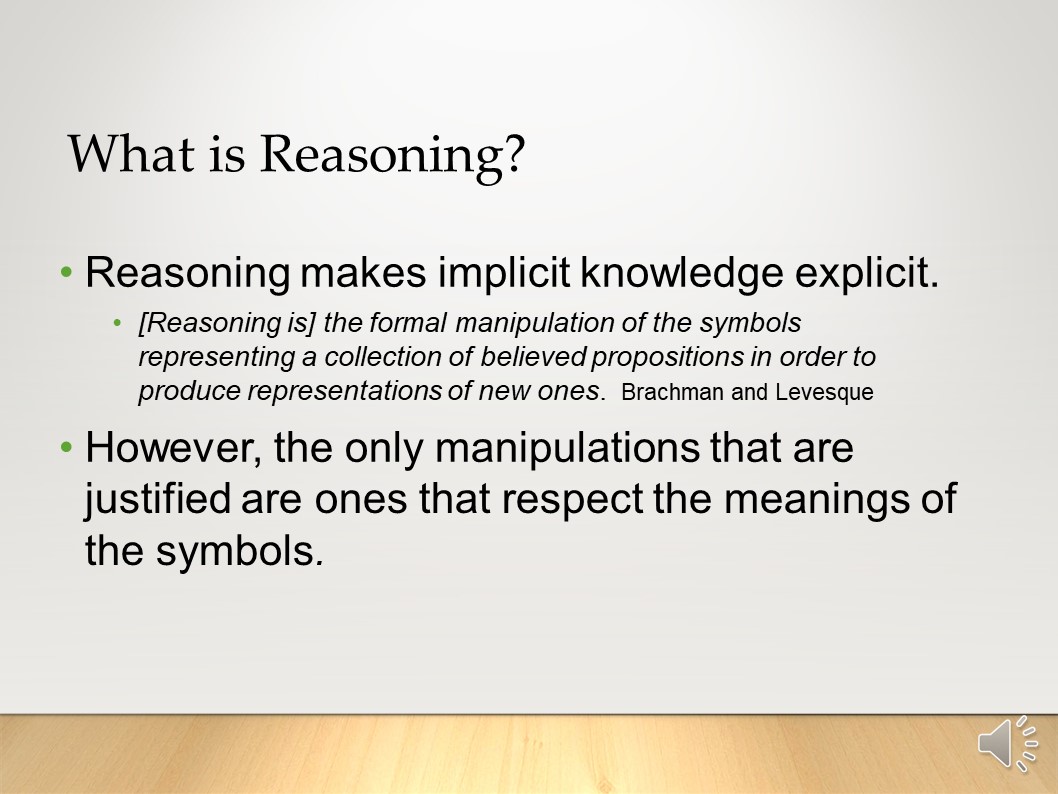 What is Reasoning?
• Reasoning makes implicit knowledge explicit.
• [Reasoning is] the formal manipulation of the symbols
representing a collection of believed propositions in order to
produce representations of new ones. Brachman and Levesque
• However, the only manipulations that are
justified are ones that respect the meanings of
the symbols.